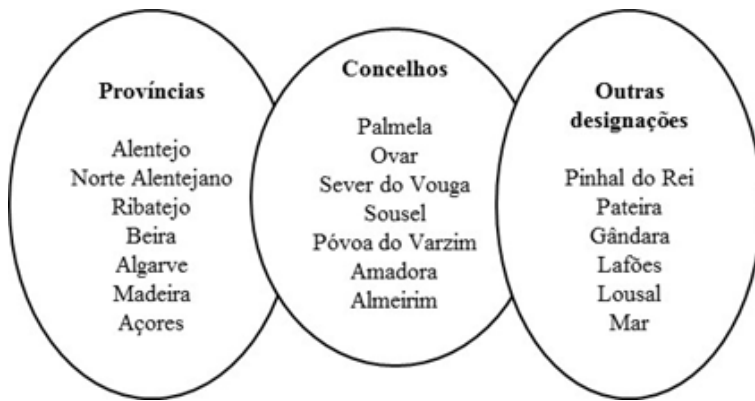 Províncias
Alentejo
Norte Alentejano
Ribatejo
Beira
Algarve
Madeira
Açores
Concelhos
Palmela
Ovar
Sever do Vouga
Sousel
Póvoa do Varzim
Amadora
Almeirim
Outras
designações
Pinhal do Rei
Pateira
Gândara
Lafões
Lousal
Mar